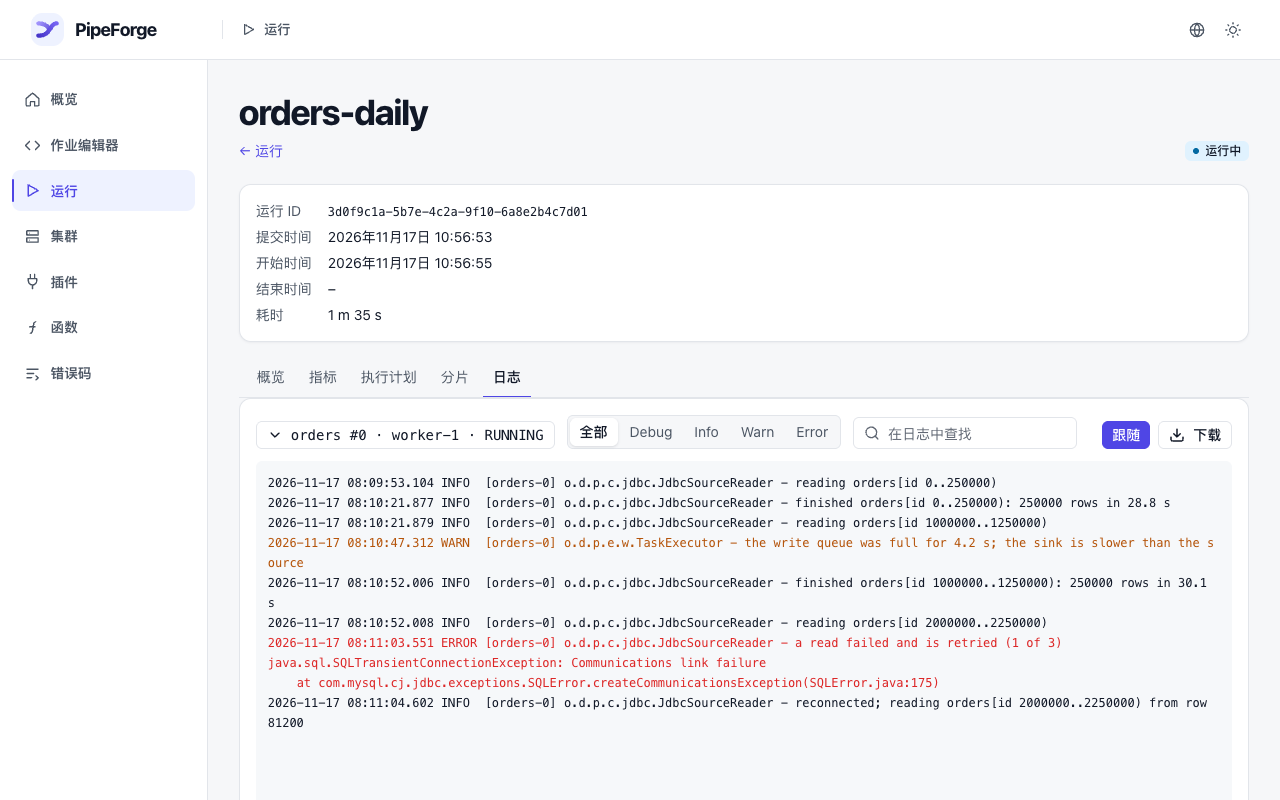 PipeForge
运行
概览
作业编辑器
运行
集群
插件
函数
错误码
orders-daily
← 运行
运行中
运行 ID 3d0f9c1a-5b7e-4c2a-9f10-6a8e2b4c7d01
提交时间 2026年11月17日 10:56:53
开始时间 2026年11月17日 10:56:55
结束时间 –
耗时 1 m 35 s
概览 指标 执行计划 分片 日志
orders #0 · worker-1 · RUNNING 全部 Debug Info Warn Error 在日志中查找 跟随 下载
2026-11-17 08:09:53.104 INFO  [orders-0] o.d.p.c.jdbc.JdbcSourceReader - reading orders[id 0..250000)
2026-11-17 08:10:21.877 INFO  [orders-0] o.d.p.c.jdbc.JdbcSourceReader - finished orders[id 0..250000): 250000 rows in 28.8 s
2026-11-17 08:10:21.879 INFO  [orders-0] o.d.p.c.jdbc.JdbcSourceReader - reading orders[id 1000000..1250000)
2026-11-17 08:10:47.312 WARN  [orders-0] o.d.p.e.w.TaskExecutor - the write queue was full for 4.2 s; the sink is slower than the s
ource
2026-11-17 08:10:52.006 INFO  [orders-0] o.d.p.c.jdbc.JdbcSourceReader - finished orders[id 1000000..1250000): 250000 rows in 30.1
s
2026-11-17 08:10:52.008 INFO  [orders-0] o.d.p.c.jdbc.JdbcSourceReader - reading orders[id 2000000..2250000)
2026-11-17 08:11:03.551 ERROR [orders-0] o.d.p.c.jdbc.JdbcSourceReader - a read failed and is retried (1 of 3)
java.sql.SQLTransientConnectionException: Communications link failure
    at com.mysql.cj.jdbc.exceptions.SQLError.createCommunicationsException(SQLError.java:175)
2026-11-17 08:11:04.602 INFO  [orders-0] o.d.p.c.jdbc.JdbcSourceReader - reconnected; reading orders[id 2000000..2250000) from row
81200